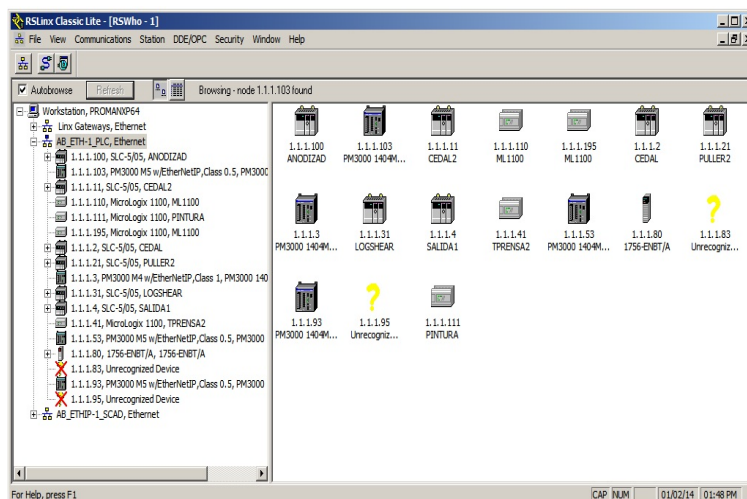 RSLinx Classic Lite - [RSWho - 1]
File View Communications Station DDE/OPC Security Window Help
Autobrowse Refresh Browsing - node 1.1.1.103 found
Workstation, PROMANXP64
Linx Gateways, Ethernet
AB_ETH-1_PLC, Ethernet
1.1.1.100, SLC-5/05, ANODIZAD
1.1.1.103, PM3000 M5 w/EtherNetIP,Class 0.5, PM3000
1.1.1.11, SLC-5/05, CEDAL2
1.1.1.110, MicroLogix 1100, ML1100
1.1.1.111, MicroLogix 1100, PINTURA
1.1.1.195, MicroLogix 1100, ML1100
1.1.1.2, SLC-5/05, CEDAL
1.1.1.21, SLC-5/05, PULLER2
1.1.1.3, PM3000 M4 w/EtherNetIP,Class 1, PM3000 140
1.1.1.31, SLC-5/05, LOGSHEAR
1.1.1.4, SLC-5/05, SALIDA1
1.1.1.41, MicroLogix 1100, TPRENSA2
1.1.1.53, PM3000 M5 w/EtherNetIP,Class 0.5, PM3000
1.1.1.80, 1756-ENBT/A, 1756-ENBT/A
1.1.1.83, Unrecognized Device
1.1.1.93, PM3000 M5 w/EtherNetIP,Class 0.5, PM3000
1.1.1.95, Unrecognized Device
AB_ETHIP-1_SCAD, Ethernet
1.1.1.100 1.1.1.103 1.1.1.11 1.1.1.110 1.1.1.195 1.1.1.2 1.1.1.21
ANODIZAD PM3000 1404M... CEDAL2 ML1100 ML1100 CEDAL PULLER2
1.1.1.3 1.1.1.31 1.1.1.4 1.1.1.41 1.1.1.53 1.1.1.80 1.1.1.83
PM3000 1404M... LOGSHEAR SALIDA1 TPRENSA2 PM3000 1404M... 1756-ENBT/A Unrecogniz...
1.1.1.93 1.1.1.95 1.1.1.111
PM3000 1404M... Unrecogniz... PINTURA
For Help, press F1 CAP NUM 01/02/14 01:48 PM